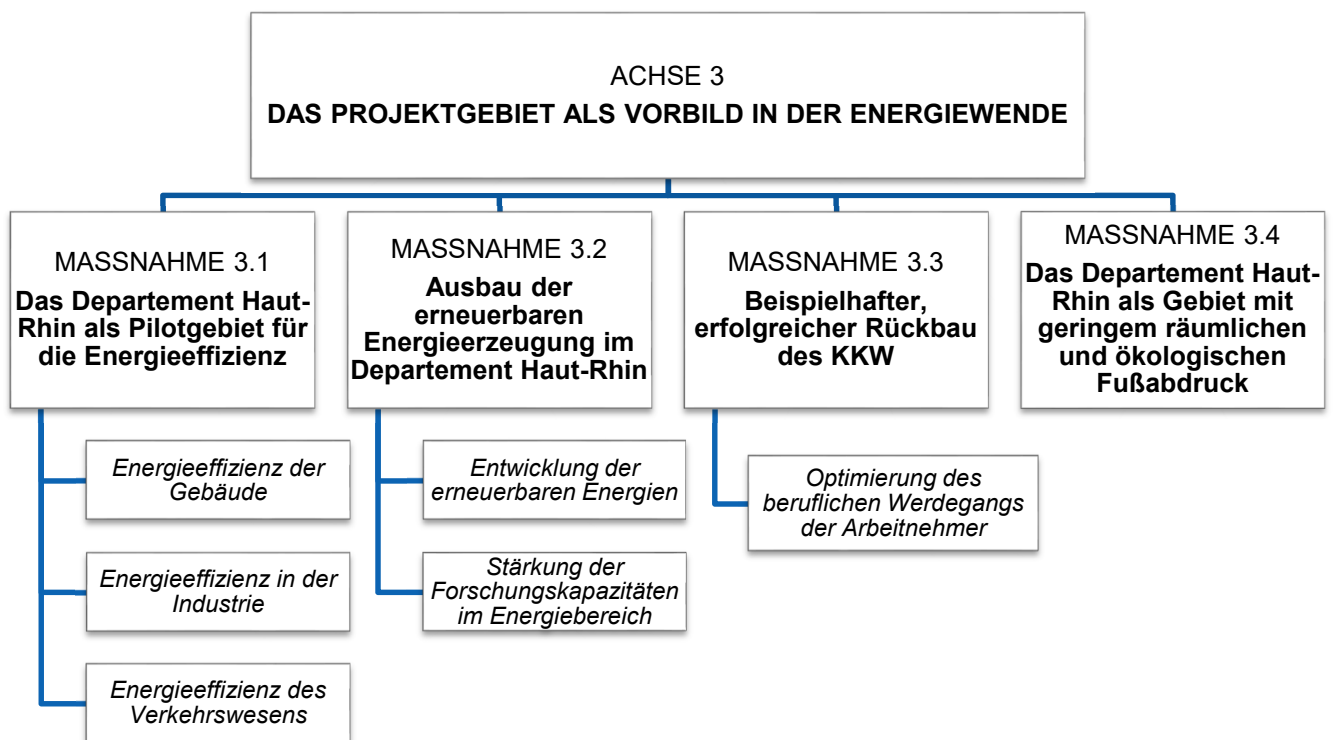 ACHSE 3
DAS PROJEKTGEBIET ALS VORBILD IN DER ENERGIEWENDE
MASSNAHME 3.1
Das Departement Haut-
Rhin als Pilotgebiet für
die Energieeffizienz
Energieeffizienz der
Gebäude
Energieeffizienz in der
Industrie
Energieeffizienz des
Verkehrswesens
MASSNAHME 3.2
Ausbau der
erneuerbaren
Energieerzeugung im
Departement Haut-Rhin
Entwicklung der
erneuerbaren Energien
Stärkung der
Forschungskapazitäten
im Energiebereich
MASSNAHME 3.3
Beispielhafter,
erfolgreicher Rückbau
des KKW
Optimierung des
beruflichen Werdegangs
der Arbeitnehmer
MASSNAHME 3.4
Das Departement Haut-
Rhin als Gebiet mit
geringem räumlichen
und ökologischen
Fußabdruck